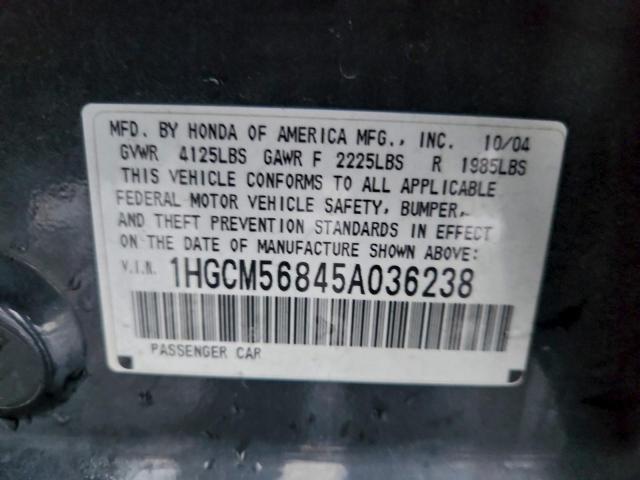 MFD. BY HONDA OF AMERICA MFG., INC. 10/04
GVWR 4125LBS GAWR F 2225LBS R 1985LBS
THIS VEHICLE CONFORMS TO ALL APPLICABLE
FEDERAL MOTOR VEHICLE SAFETY, BUMPER,
AND THEFT PREVENTION STANDARDS IN EFFECT
ON THE DATE OF MANUFACTURE SHOWN ABOVE:
V.I.N. 1HGCM56845A036238
PASSENGER CAR